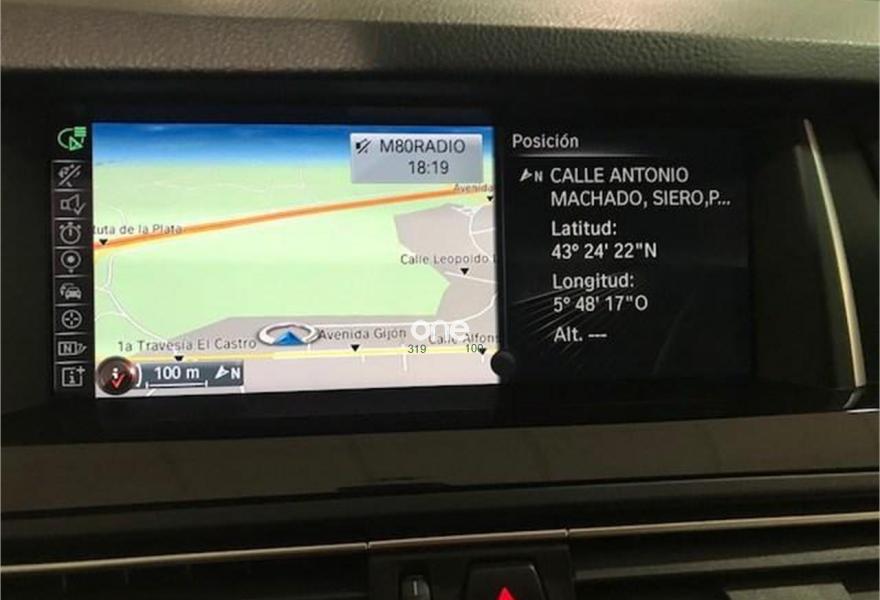 M80RADIO
18:19
Avenida
uta de la Plata
Calle Leopoldo
1a Travesía El Castro
Avenida Gijón
one
319
100
Calle Alfons
100 m
N
Posición
N CALLE ANTONIO
MACHADO, SIERO,P...
Latitud:
43° 24' 22"N
Longitud:
5° 48' 17"O
Alt. ---